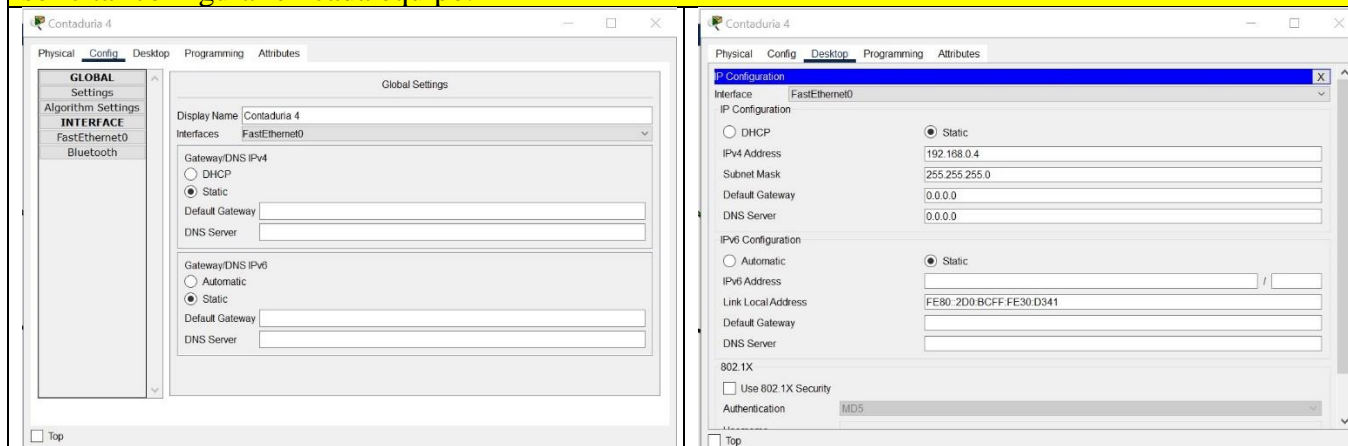 cada equipo.
Contaduria 4
Physical Config Desktop Programming Attributes
GLOBAL
Settings
Algorithm Settings
INTERFACE
FastEthernet0
Bluetooth
Global Settings
Display Name Contaduria 4
Interfaces FastEthernet0
Gateway/DNS IPv4
DHCP
Static
Default Gateway
DNS Server
Gateway/DNS IPv6
Automatic
Static
Default Gateway
DNS Server
Top
Contaduria 4
Physical Config Desktop Programming Attributes
IP Configuration X
Interface FastEthernet0
IP Configuration
DHCP Static
IPv4 Address 192.168.0.4
Subnet Mask 255.255.255.0
Default Gateway 0.0.0.0
DNS Server 0.0.0.0
IPv6 Configuration
Automatic Static
IPv6 Address /
Link Local Address FE80::2D0:BCFF:FE30:D341
Default Gateway
DNS Server
802.1X
Use 802.1X Security
Authentication MD5
Top